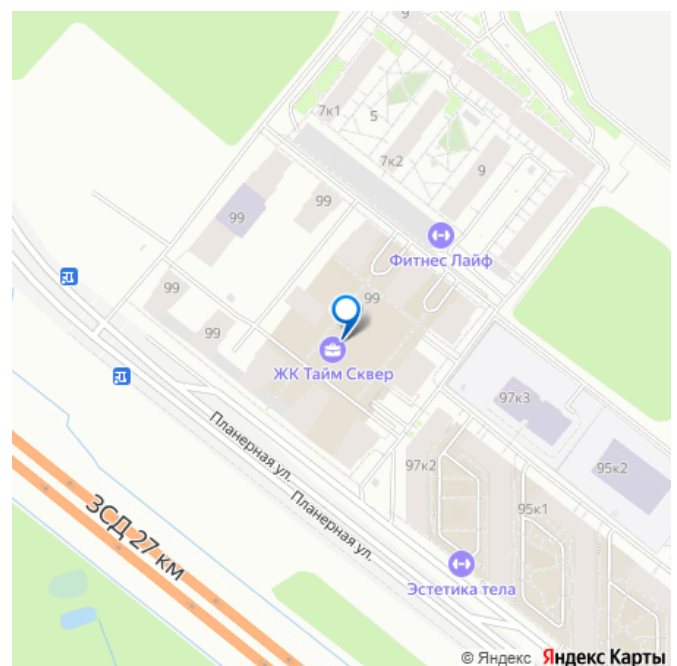 9
7к1
5
7к2
9
99
99
Фитнес Лайф
99
99
99
ЖК Тайм Сквер
97к3
Планерная ул.
97к2
95к2
Планерная ул.
95к1
ЗСД 27 км
Эстетика тела
© Яндекс Яндекс Карты